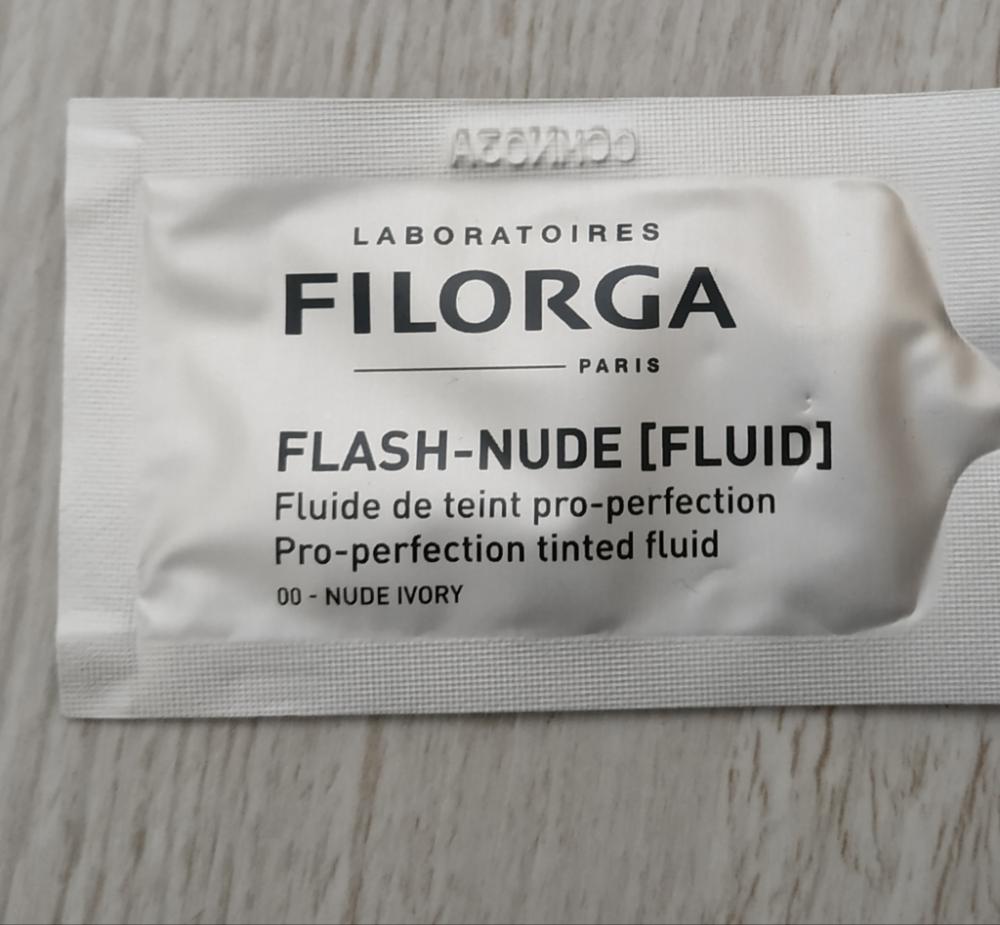 LABORATOIRES
FILORGA
PARIS
FLASH-NUDE [FLUID]
Fluide de teint pro-perfection
Pro-perfection tinted fluid
00 - NUDE IVORY